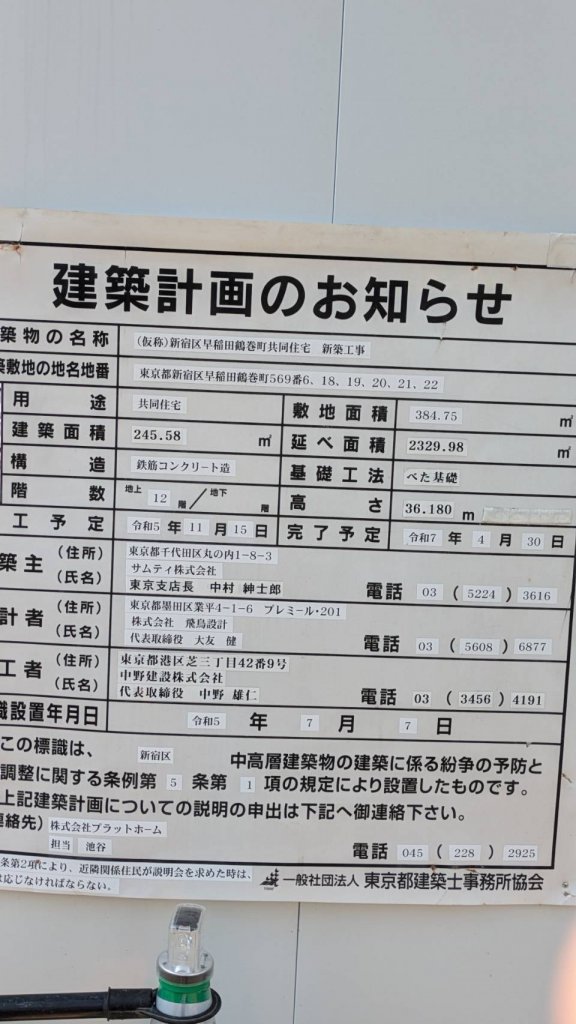 建築計画のお知らせ
築物の名称 (仮称)新宿区早稲田鶴巻町共同住宅 新築工事
築敷地の地名地番 東京都新宿区早稲田鶴巻町569番6、18、19、20、21、22
用途 共同住宅 敷地面積 384.75 ㎡
建築面積 245.58 ㎡ 延べ面積 2329.98 ㎡
構造 鉄筋コンクリート造 基礎工法 べた基礎
階数 地上 12 階/地下 階 高さ 36.180 m
工予定 令和5 年 11 月 15 日 完了予定 令和7 年 4 月 30 日
築主 (住所) 東京都千代田区丸の内1-8-3
サムティ株式会社
(氏名) 東京支店長 中村 紳士郎 電話 03 (5224) 3616
計者 (住所) 東京都墨田区業平4-1-6 プレミール・201
株式会社 飛鳥設計
(氏名) 代表取締役 大友 健 電話 03 (5608) 6877
工者 (住所) 東京都港区芝三丁目42番9号
中野建設株式会社
(氏名) 代表取締役 中野 雄仁 電話 03 (3456) 4191
識設置年月日 令和5 年 7 月 7 日
この標識は、 新宿区 中高層建築物の建築に係る紛争の予防と
調整に関する条例第 5 条第 1 項の規定により設置したものです。
上記建築計画についての説明の申出は下記へ御連絡下さい。
連絡先) 株式会社プラットホーム
担当 池谷 電話 045 (228) 2925
条第2項により、近隣関係住民が説明会を求めた時は、
応じなければならない。
一般社団法人 東京都建築士事務所協会